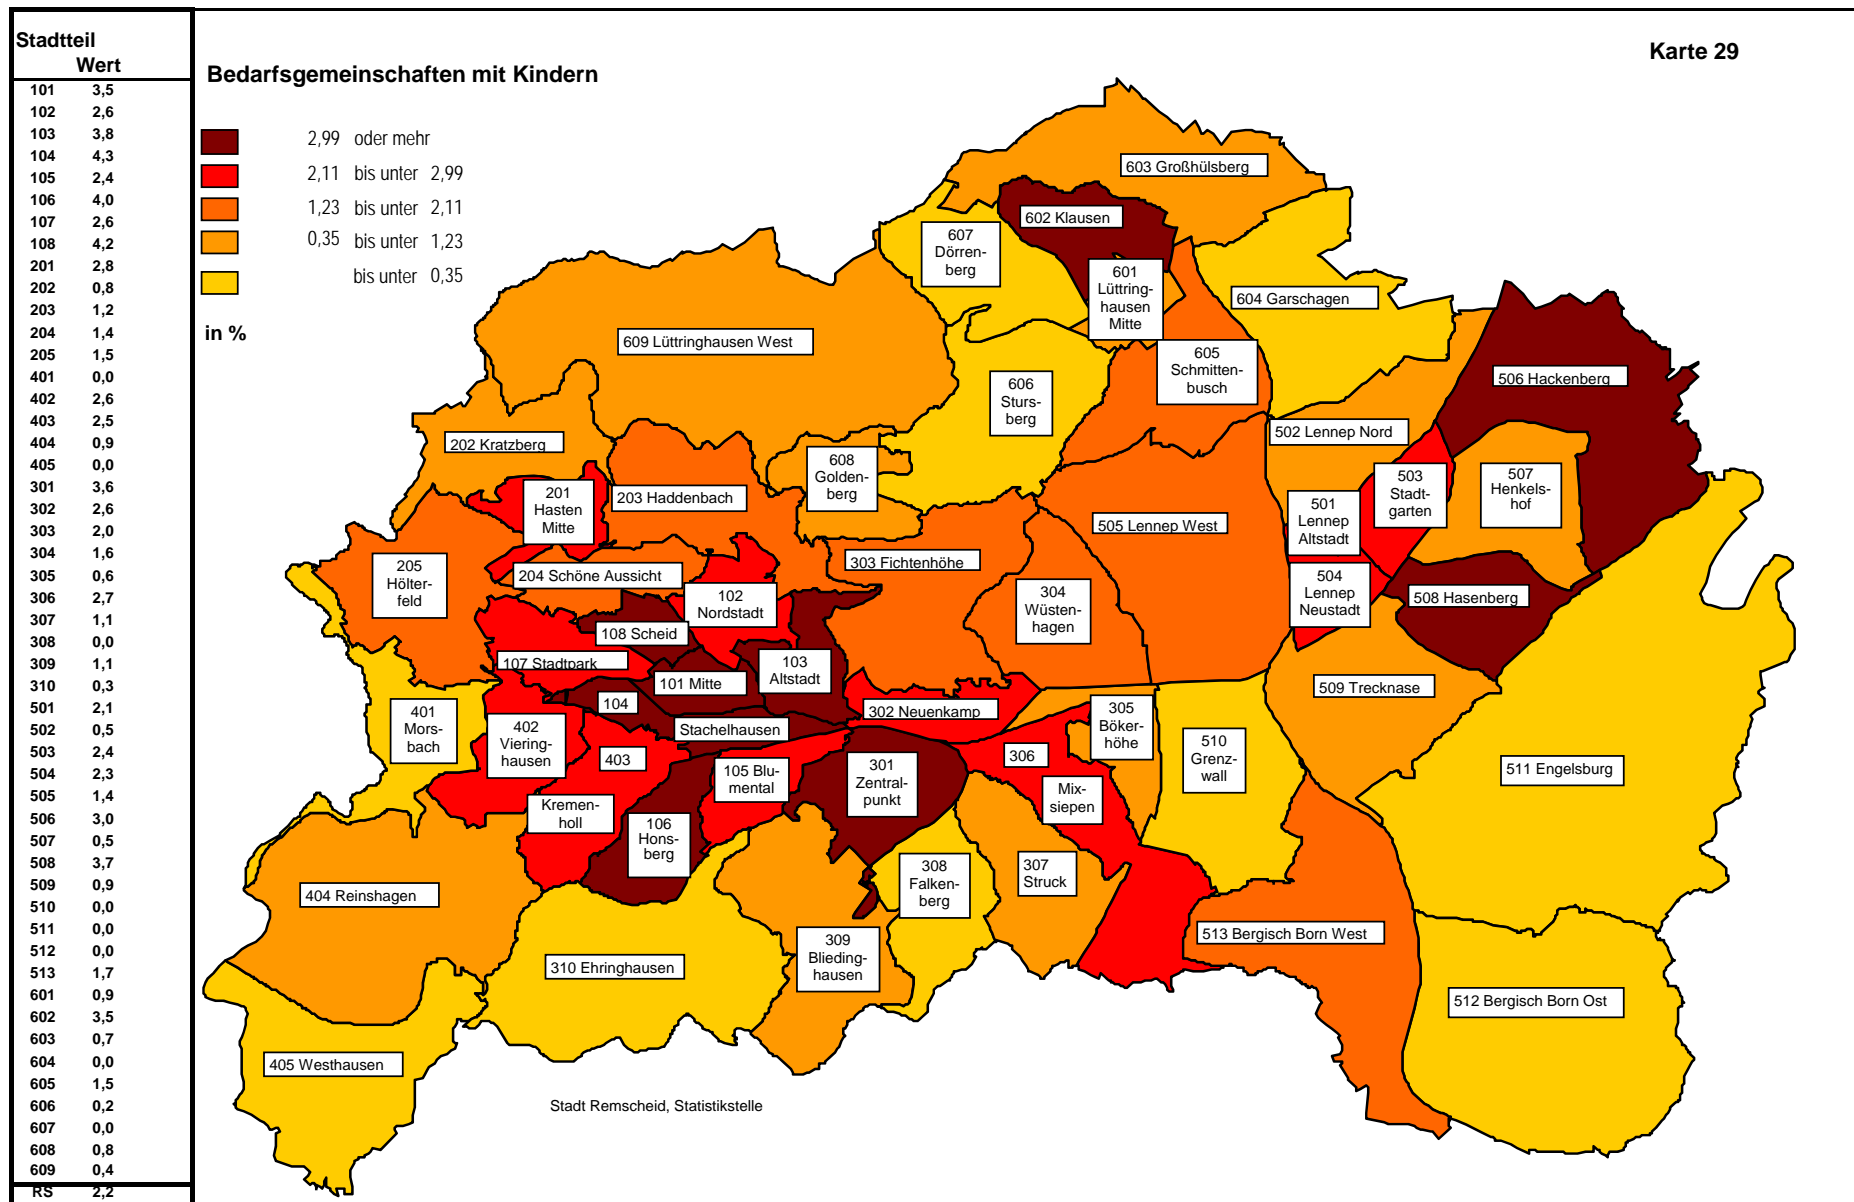 Stadtteil
Wert
101 3,5
102 2,6
103 3,8
104 4,3
105 2,4
106 4,0
107 2,6
108 4,2
201 2,8
202 0,8
203 1,2
204 1,4
205 1,5
401 0,0
402 2,6
403 2,5
404 0,9
405 0,0
301 3,6
302 2,6
303 2,0
304 1,6
305 0,6
306 2,7
307 1,1
308 0,0
309 1,1
310 0,3
501 2,1
502 0,5
503 2,4
504 2,3
505 1,4
506 3,0
507 0,5
508 3,7
509 0,9
510 0,0
511 0,0
512 0,0
513 1,7
601 0,9
602 3,5
603 0,7
604 0,0
605 1,5
606 0,2
607 0,0
608 0,8
609 0,4
RS 2,2
Karte 29
Bedarfsgemeinschaften mit Kindern
2,99 oder mehr
2,11 bis unter 2,99
1,23 bis unter 2,11
0,35 bis unter 1,23
bis unter 0,35
in %
603 Großhülsberg
602 Klausen
607
Dörren-
berg
601
Lüttring-
hausen
Mitte
604 Garschagen
609 Lüttringhausen West
605
Schmitten-
busch
606
Sturs-
berg
506 Hackenberg
502 Lennep Nord
202 Kratzberg
608
Golden-
berg
503
Stadt-
garten
507
Henkels-
hof
201
Hasten
Mitte
203 Haddenbach
501
Lennep
Altstadt
505 Lennep West
303 Fichtenhöhe
205
Hölter-
feld
204 Schöne Aussicht
102
Nordstadt
304
Wüsten-
hagen
504
Lennep
Neustadt
508 Hasenberg
108 Scheid
107 Stadtpark
103
Altstadt
101 Mitte
509 Trecknase
104
302 Neuenkamp
305
Böker-
höhe
401
Mors-
bach
402
Viering-
hausen
Stachelhausen
510
Grenz-
wall
403
105 Blu-
mental
301
Zentral-
punkt
306
511 Engelsburg
Mix-
siepen
Kremen-
holl
106
Hons-
berg
308
Falken-
berg
307
Struck
404 Reinshagen
309
Blieding-
hausen
513 Bergisch Born West
310 Ehringhausen
512 Bergisch Born Ost
405 Westhausen
Stadt Remscheid, Statistikstelle